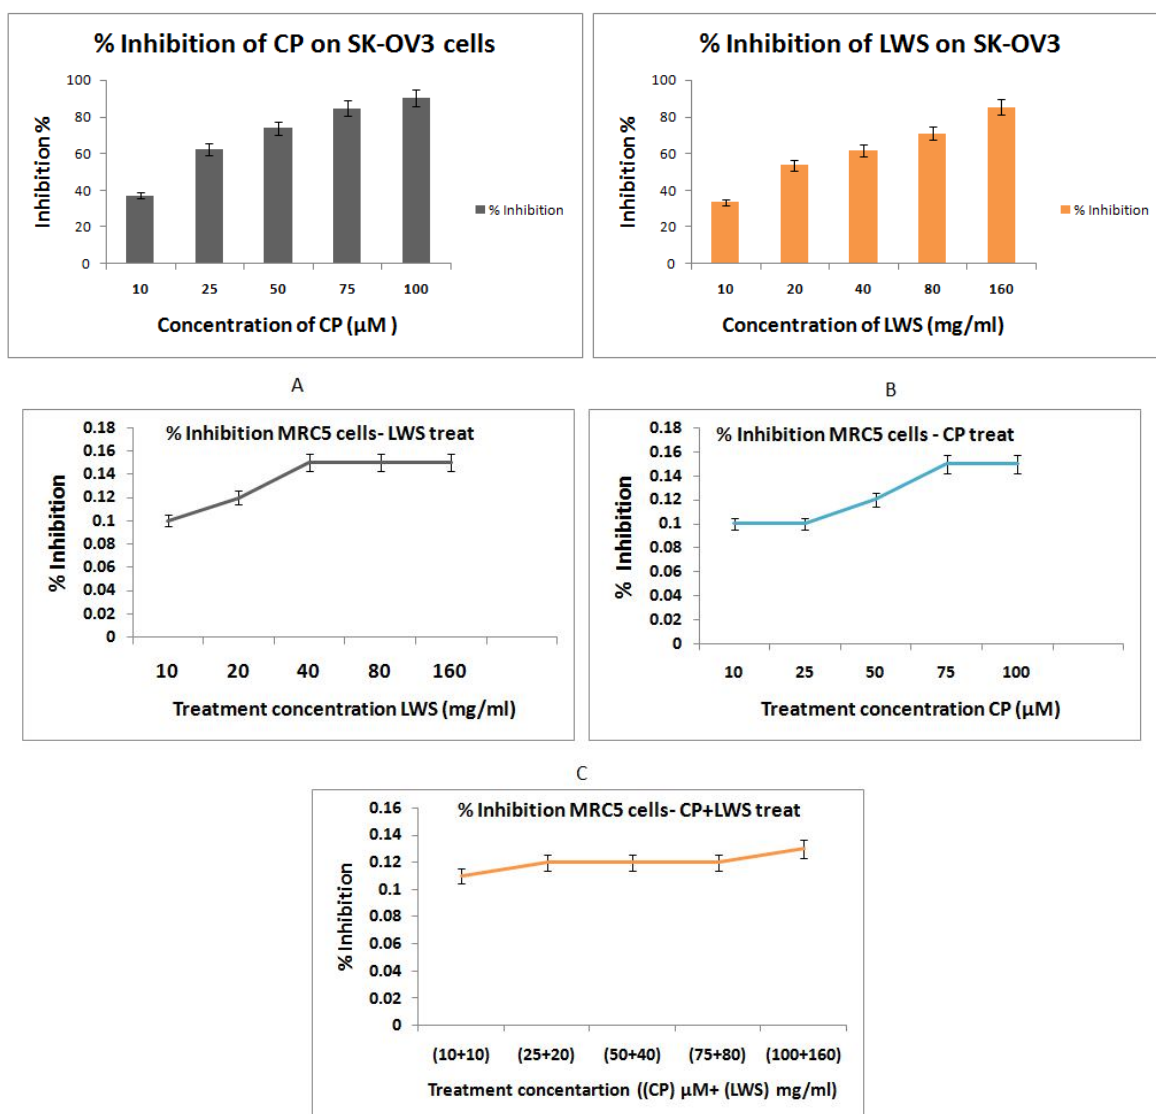 % Inhibition of CP on SK-OV3 cells
100
80
60
40
20
0
Inhibition %
10 25 50 75 100
Concentration of CP (µM )
% Inhibition
A
% Inhibition of LWS on SK-OV3
100
80
60
40
20
0
Inhibition %
10 20 40 80 160
Concentration of LWS (mg/ml)
% Inhibition
B
% Inhibition MRC5 cells- LWS treat
0.18
0.16
0.14
0.12
0.1
0.08
0.06
0.04
0.02
0
% Inhibition
10 20 40 80 160
Treatment concentration LWS (mg/ml)
% Inhibition MRC5 cells - CP treat
0.18
0.16
0.14
0.12
0.1
0.08
0.06
0.04
0.02
0
% Inhibition
10 25 50 75 100
Treatment concentration CP (µM)
C
% Inhibition MRC5 cells- CP+LWS treat
0.16
0.14
0.12
0.1
0.08
0.06
0.04
0.02
0
% Inhibition
(10+10) (25+20) (50+40) (75+80) (100+160)
Treatment concentartion ((CP) µM+ (LWS) mg/ml)